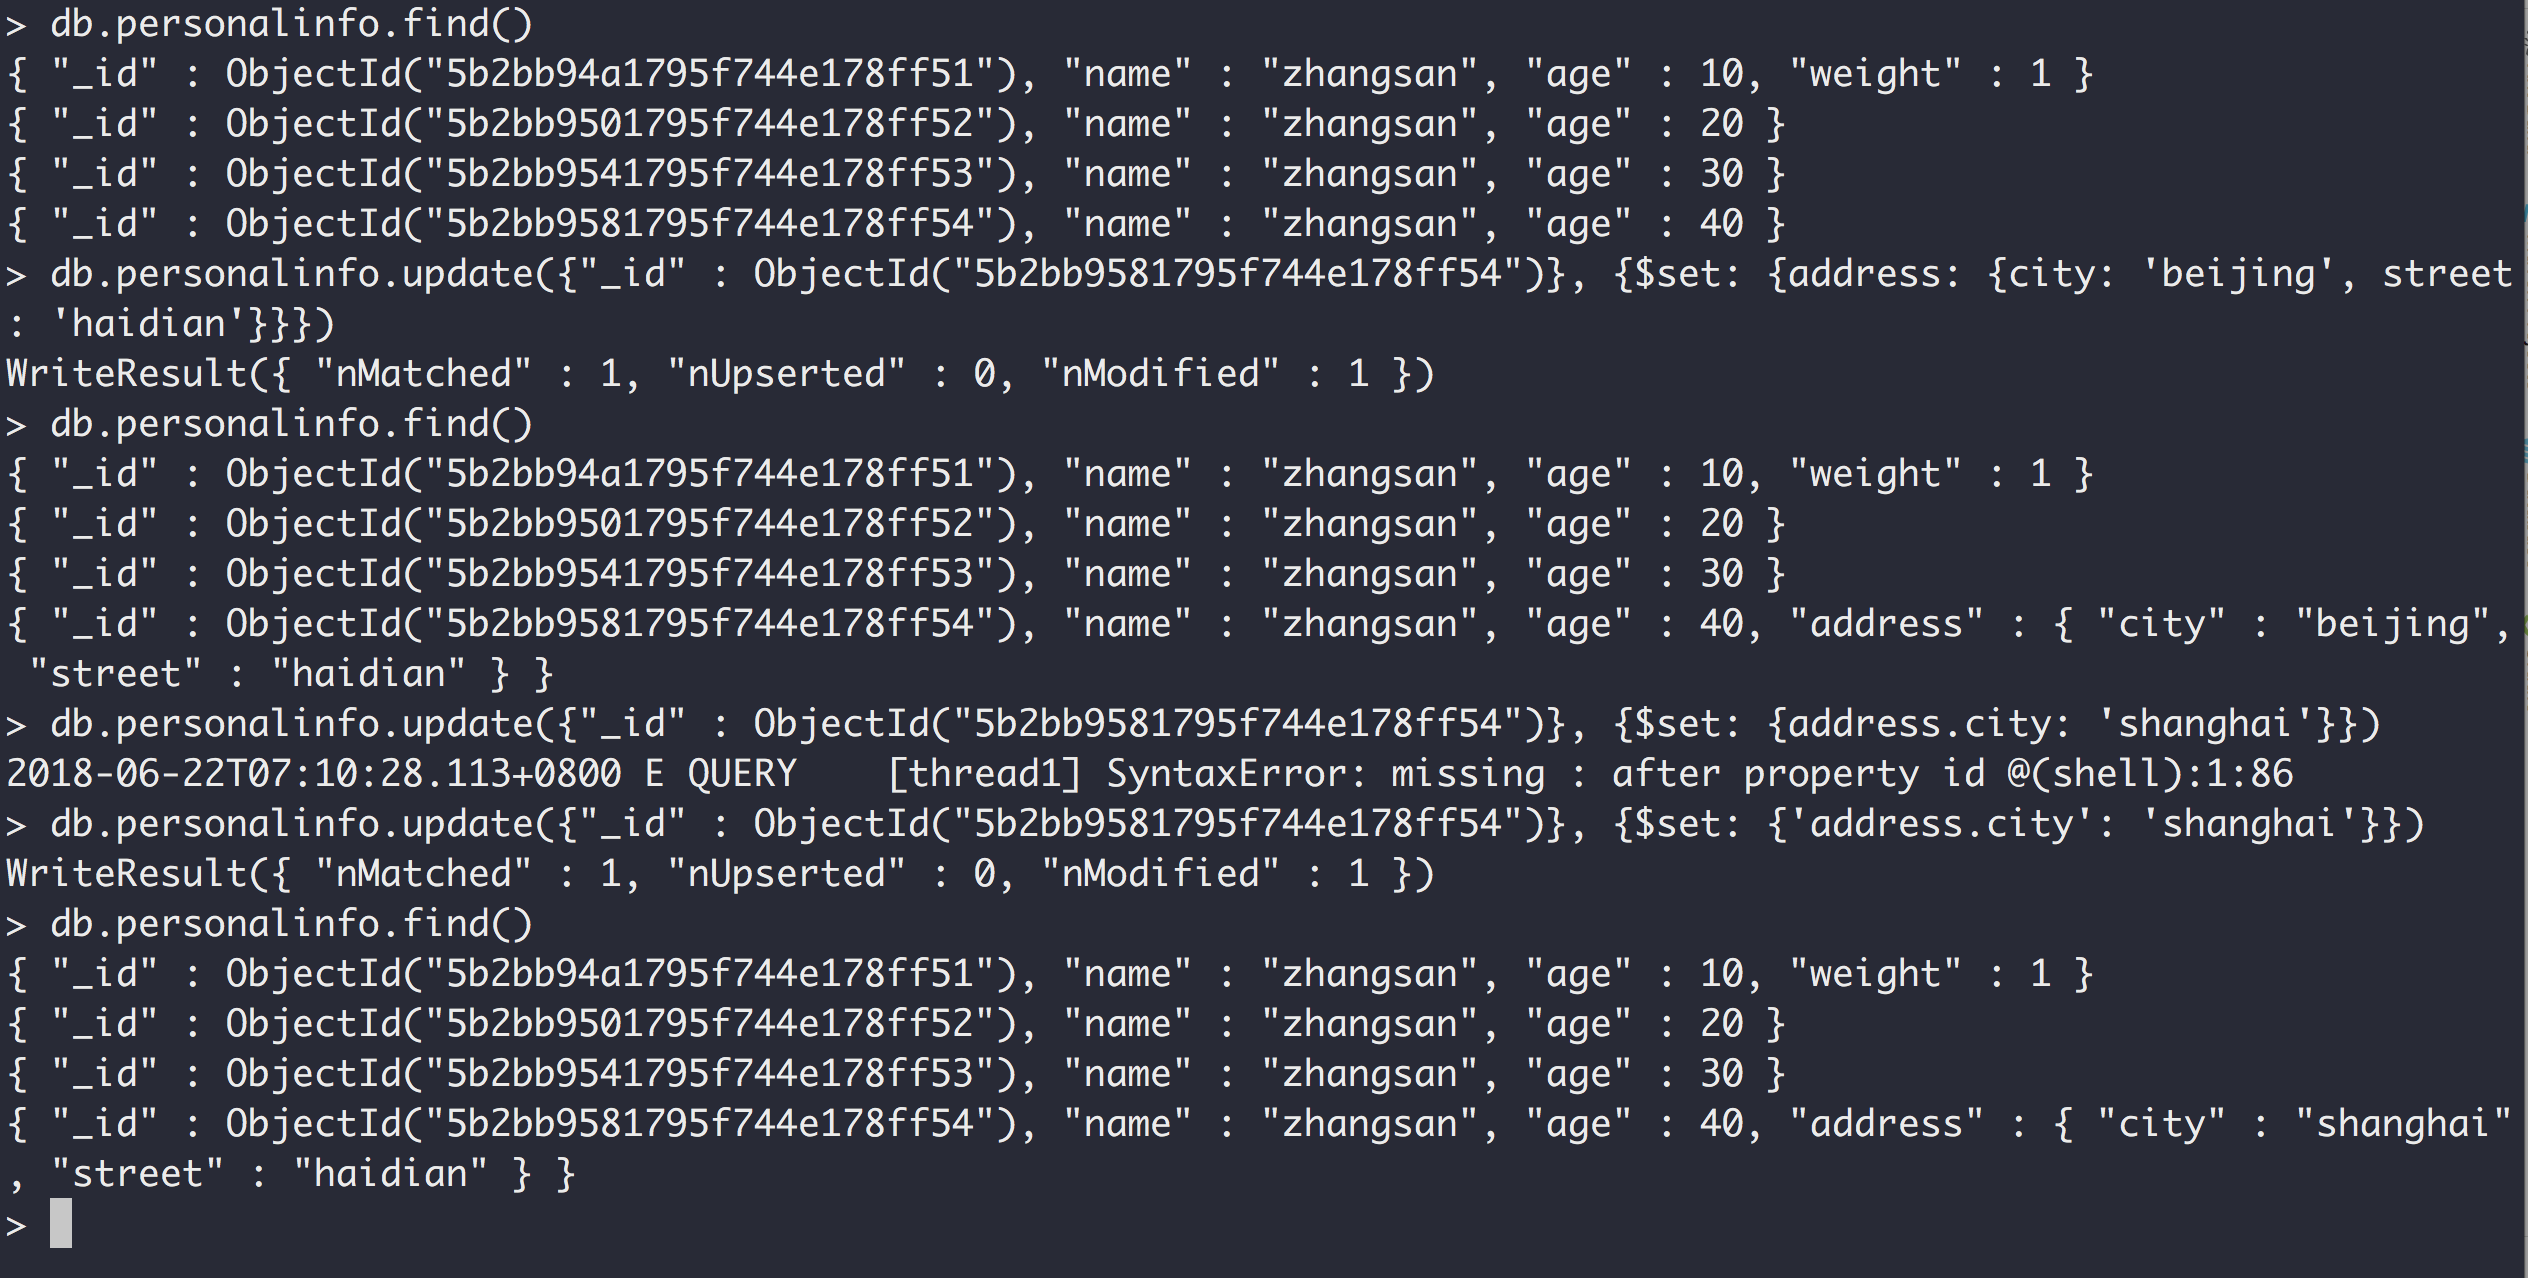 > db.personalinfo.find()
{ "_id" : ObjectId("5b2bb94a1795f744e178ff51"), "name" : "zhangsan", "age" : 10, "weight" : 1 }
{ "_id" : ObjectId("5b2bb9501795f744e178ff52"), "name" : "zhangsan", "age" : 20 }
{ "_id" : ObjectId("5b2bb9541795f744e178ff53"), "name" : "zhangsan", "age" : 30 }
{ "_id" : ObjectId("5b2bb9581795f744e178ff54"), "name" : "zhangsan", "age" : 40 }
> db.personalinfo.update({"_id" : ObjectId("5b2bb9581795f744e178ff54")}, {$set: {address: {city: 'beijing', street
: 'haidian'}}})
WriteResult({ "nMatched" : 1, "nUpserted" : 0, "nModified" : 1 })
> db.personalinfo.find()
{ "_id" : ObjectId("5b2bb94a1795f744e178ff51"), "name" : "zhangsan", "age" : 10, "weight" : 1 }
{ "_id" : ObjectId("5b2bb9501795f744e178ff52"), "name" : "zhangsan", "age" : 20 }
{ "_id" : ObjectId("5b2bb9541795f744e178ff53"), "name" : "zhangsan", "age" : 30 }
{ "_id" : ObjectId("5b2bb9581795f744e178ff54"), "name" : "zhangsan", "age" : 40, "address" : { "city" : "beijing",
 "street" : "haidian" } }
> db.personalinfo.update({"_id" : ObjectId("5b2bb9581795f744e178ff54")}, {$set: {address.city: 'shanghai'}})
2018-06-22T07:10:28.113+0800 E QUERY    [thread1] SyntaxError: missing : after property id @(shell):1:86
> db.personalinfo.update({"_id" : ObjectId("5b2bb9581795f744e178ff54")}, {$set: {'address.city': 'shanghai'}})
WriteResult({ "nMatched" : 1, "nUpserted" : 0, "nModified" : 1 })
> db.personalinfo.find()
{ "_id" : ObjectId("5b2bb94a1795f744e178ff51"), "name" : "zhangsan", "age" : 10, "weight" : 1 }
{ "_id" : ObjectId("5b2bb9501795f744e178ff52"), "name" : "zhangsan", "age" : 20 }
{ "_id" : ObjectId("5b2bb9541795f744e178ff53"), "name" : "zhangsan", "age" : 30 }
{ "_id" : ObjectId("5b2bb9581795f744e178ff54"), "name" : "zhangsan", "age" : 40, "address" : { "city" : "shanghai"
, "street" : "haidian" } }
>